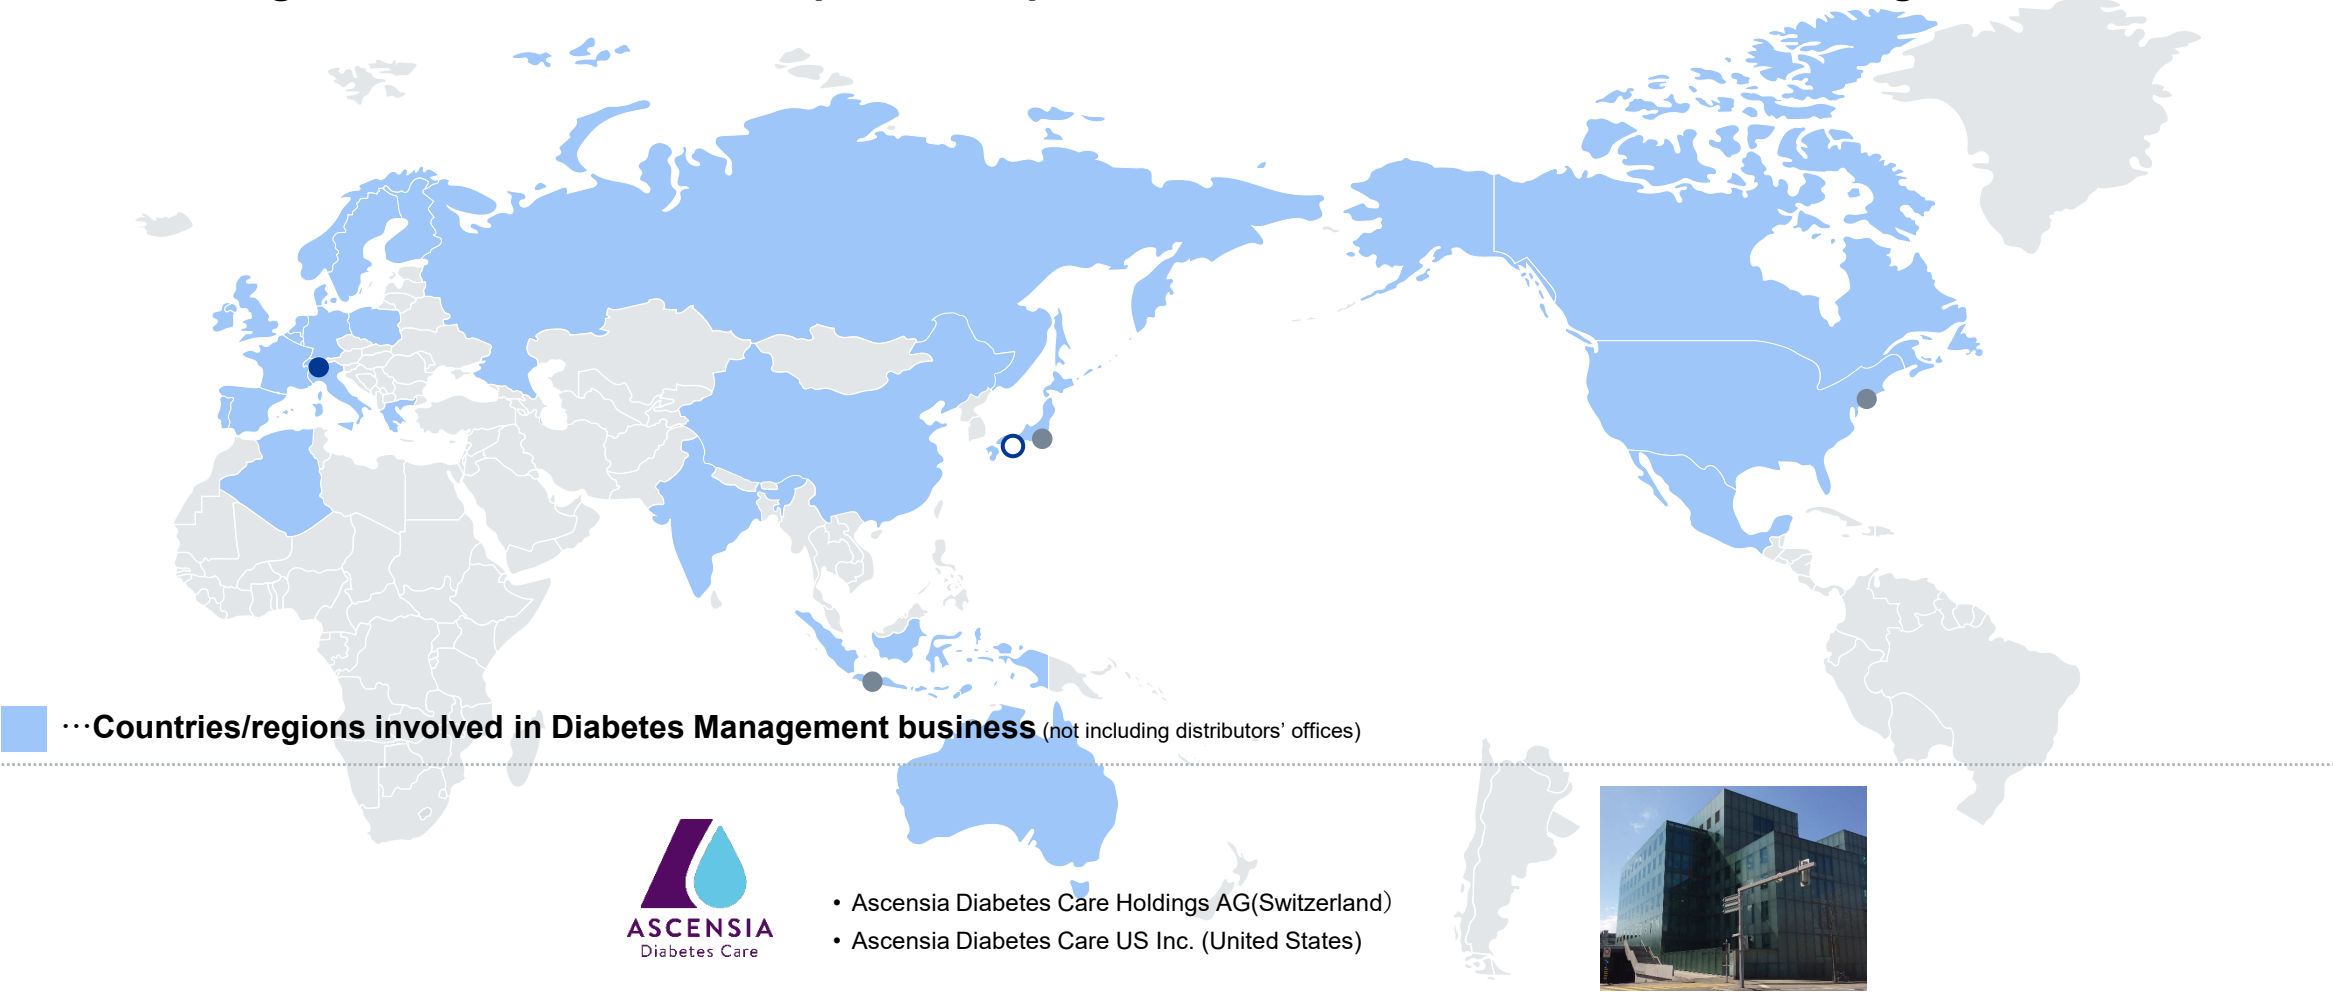 …Countries/regions involved in Diabetes Management business (not including distributors’ offices)
ASCENSIA
Diabetes Care
• Ascensia Diabetes Care Holdings AG(Switzerland）
• Ascensia Diabetes Care US Inc. (United States)